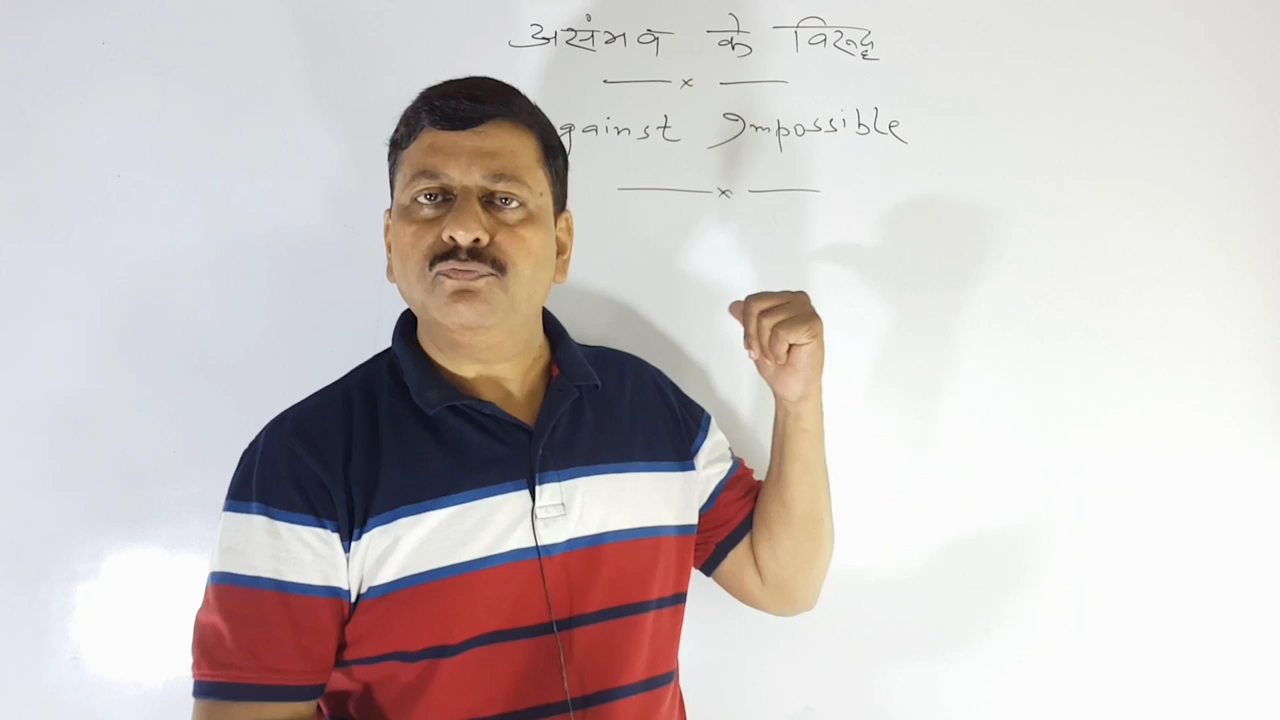 असंभव के विरूद्ध
—— × ——
gainst Impossible
—— × ——